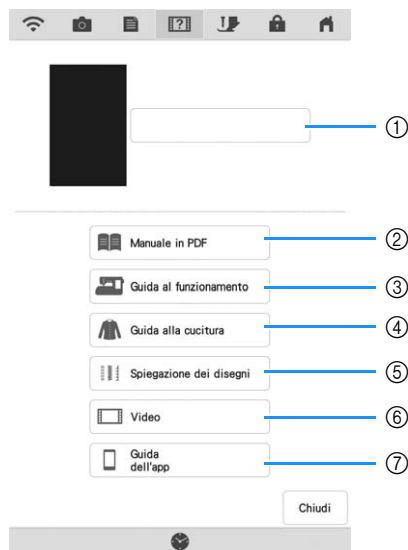 ?
①
Manuale in PDF ②
Guida al funzionamento ③
Guida alla cucitura ④
Spiegazione dei disegni ⑤
Video ⑥
Guida
dell'app ⑦
Chiudi